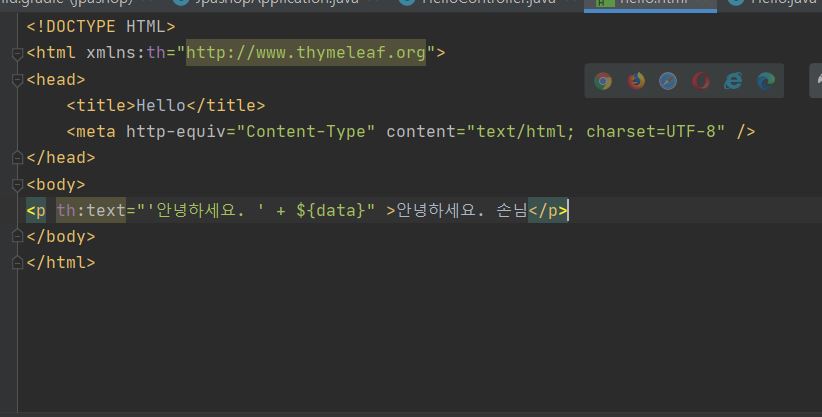 (jpashop) JpashopApplication.java HelloController.java hello.html Hello.java
<!DOCTYPE HTML>
<html xmlns:th="http://www.thymeleaf.org">
<head>
<title>Hello</title>
<meta http-equiv="Content-Type" content="text/html; charset=UTF-8" />
</head>
<body>
<p th:text="'안녕하세요. ' + ${data}" >안녕하세요. 손님</p>
</body>
</html>